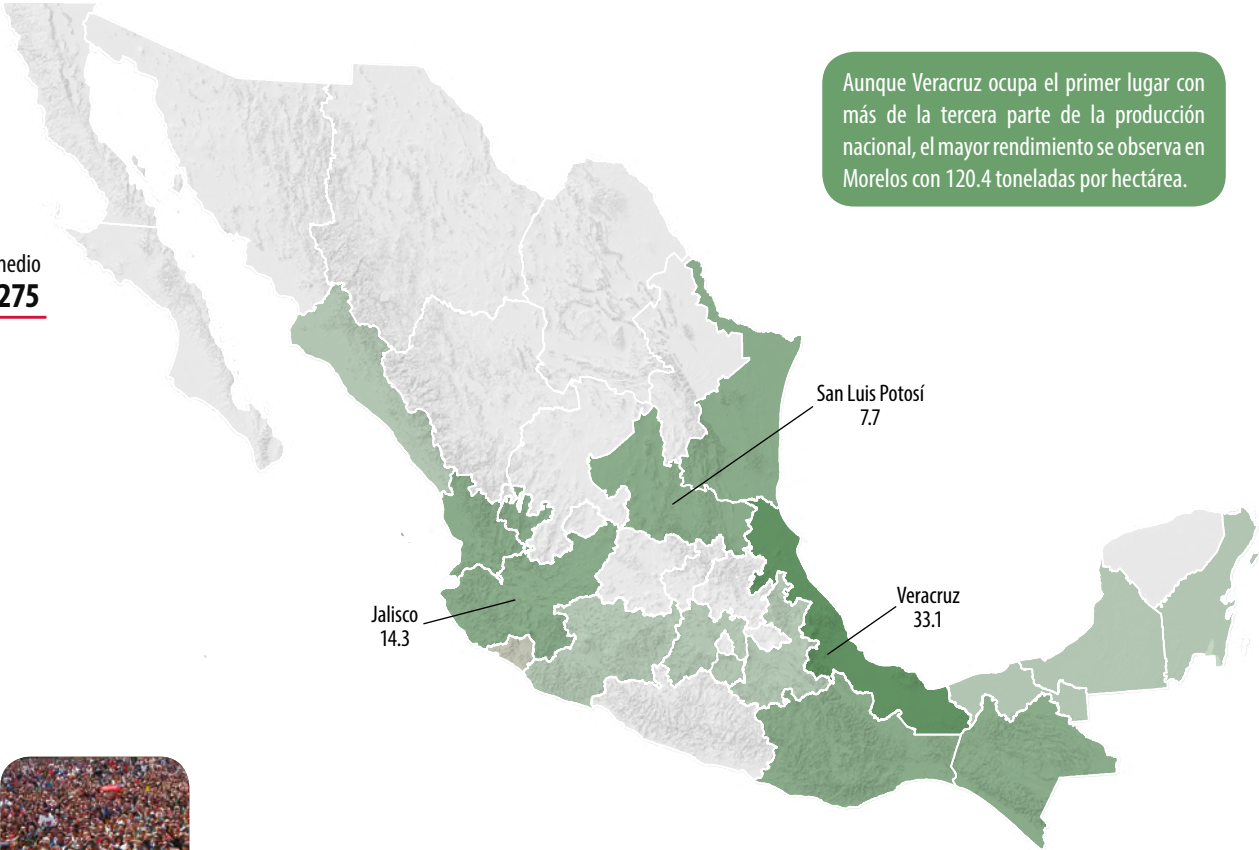 Aunque Veracruz ocupa el primer lugar con
más de la tercera parte de la producción
nacional, el mayor rendimiento se observa en
Morelos con 120.4 toneladas por hectárea.
275
San Luis Potosí
7.7
Veracruz
33.1
Jalisco
14.3